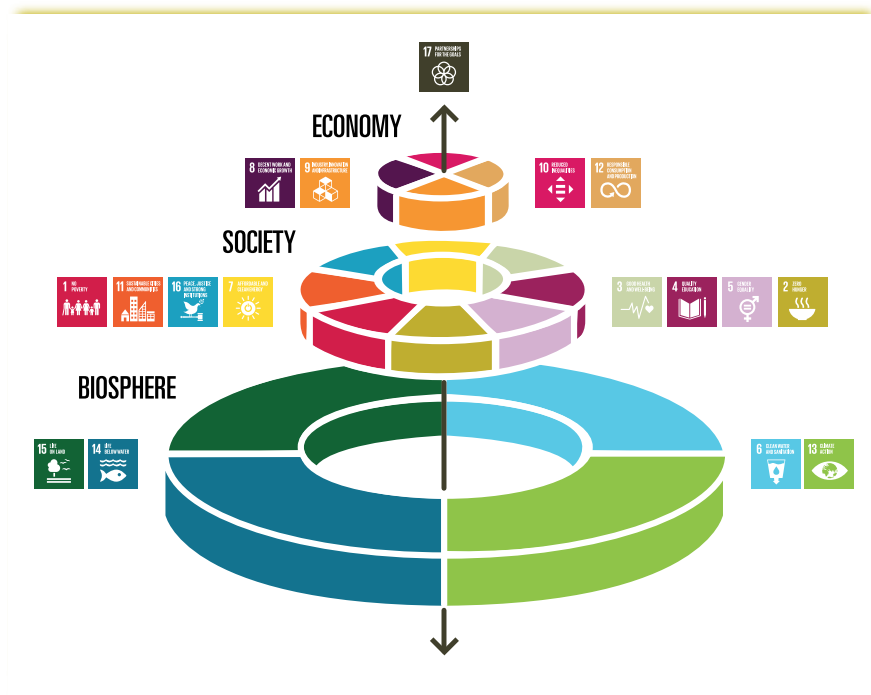 17 PARTNERSHIPS
FOR THE GOALS
ECONOMY
8 DECENT WORK AND
ECONOMIC GROWTH
9 INDUSTRY, INNOVATION
AND INFRASTRUCTURE
10 REDUCED
INEQUALITIES
12 RESPONSIBLE
CONSUMPTION
AND PRODUCTION
SOCIETY
1 NO
POVERTY
11 SUSTAINABLE CITIES
AND COMMUNITIES
16 PEACE, JUSTICE
AND STRONG
INSTITUTIONS
7 AFFORDABLE AND
CLEAN ENERGY
3 GOOD HEALTH
AND WELL-BEING
4 QUALITY
EDUCATION
5 GENDER
EQUALITY
2 ZERO
HUNGER
BIOSPHERE
15 LIFE
ON LAND
14 LIFE
BELOW WATER
6 CLEAN WATER
AND SANITATION
13 CLIMATE
ACTION